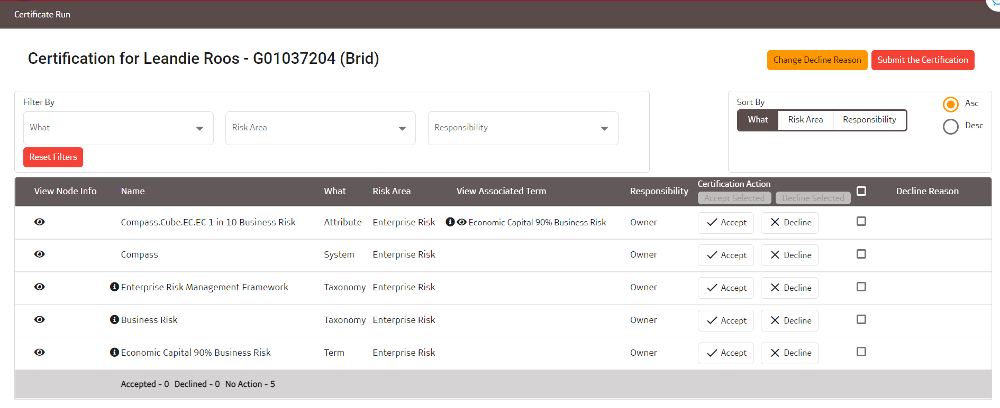 Certificate Run
Certification for Leandie Roos - G01037204 (Brid)
Change Decline Reason
Submit the Certification
Filter By
What
Risk Area
Responsibility
Reset Filters
Sort By
What
Risk Area
Responsibility
Asc
Desc
View Node Info Name What Risk Area View Associated Term Responsibility Certification Action Decline Reason
Accept Selected Decline Selected
Compass.Cube.EC.EC 1 in 10 Business Risk Attribute Enterprise Risk Economic Capital 90% Business Risk Owner Accept Decline
Compass System Enterprise Risk Owner Accept Decline
Enterprise Risk Management Framework Taxonomy Enterprise Risk Owner Accept Decline
Business Risk Taxonomy Enterprise Risk Owner Accept Decline
Economic Capital 90% Business Risk Term Enterprise Risk Owner Accept Decline
Accepted - 0 Declined - 0 No Action - 5